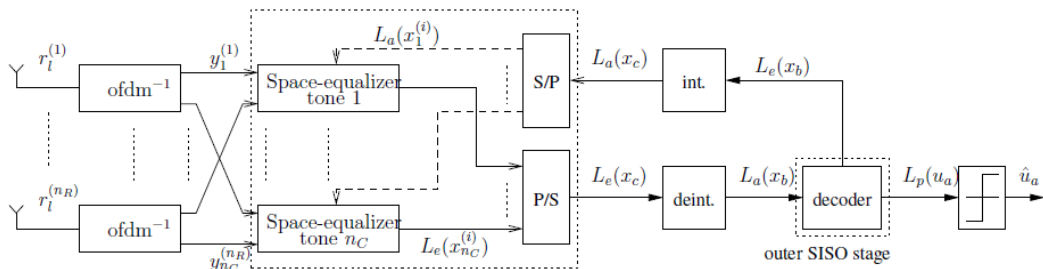 r_l^{(1)}
ofdm^{-1}
y_1^{(1)}
L_a(x_1^{(i)})
Space-equalizer
tone 1
S/P
L_a(x_c)
int.
L_e(x_b)
r_l^{(n_R)}
ofdm^{-1}
y_{n_C}^{(n_R)}
Space-equalizer
tone n_C
L_e(x_{n_C}^{(i)})
P/S
L_e(x_c)
deint.
L_a(x_b)
decoder
L_p(u_a)
û_a
outer SISO stage